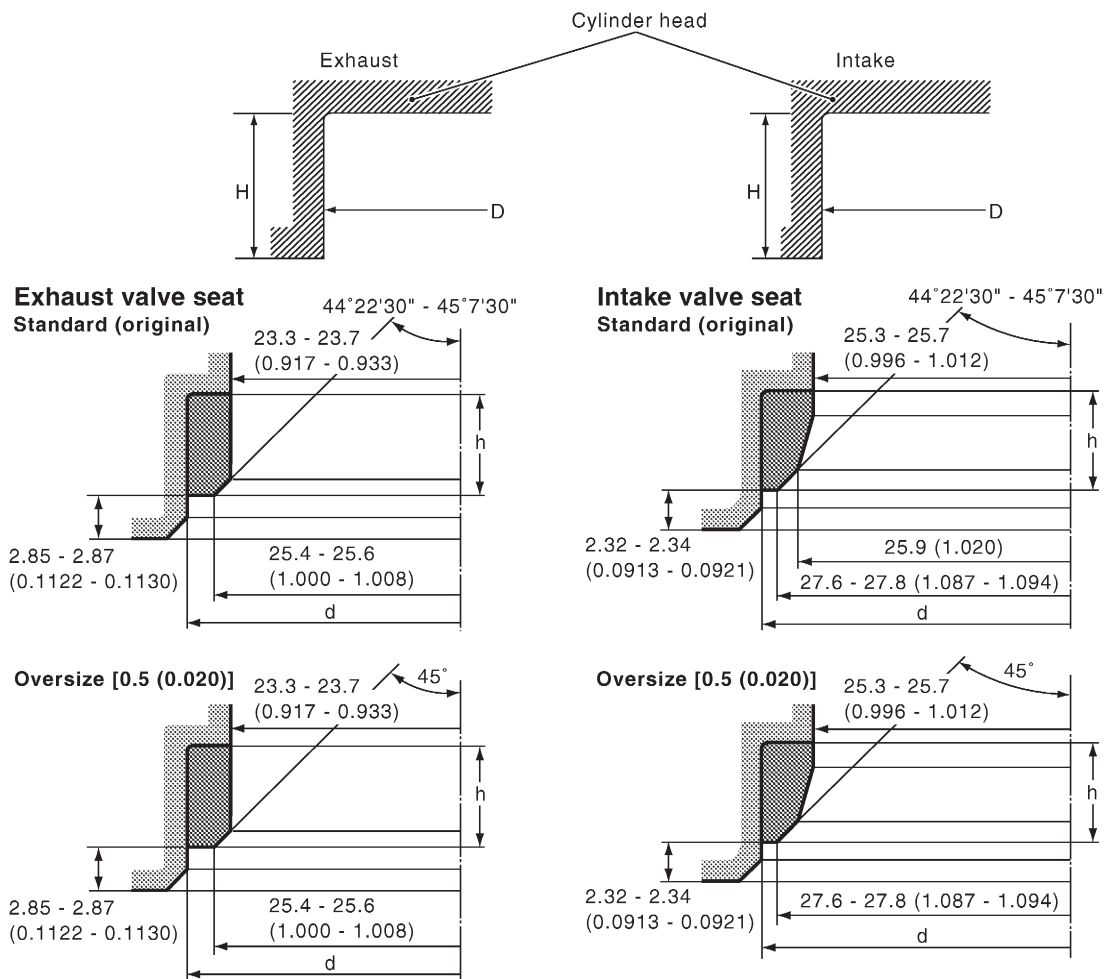 Cylinder head
Exhaust
Intake
H
D
H
D
Exhaust valve seat
Standard (original)
44°22'30" - 45°7'30"
23.3 - 23.7
(0.917 - 0.933)
h
2.85 - 2.87
(0.1122 - 0.1130)
25.4 - 25.6
(1.000 - 1.008)
d
Intake valve seat
Standard (original)
44°22'30" - 45°7'30"
25.3 - 25.7
(0.996 - 1.012)
h
2.32 - 2.34
(0.0913 - 0.0921)
25.9 (1.020)
27.6 - 27.8 (1.087 - 1.094)
d
Oversize [0.5 (0.020)]
45°
23.3 - 23.7
(0.917 - 0.933)
h
2.85 - 2.87
(0.1122 - 0.1130)
25.4 - 25.6
(1.000 - 1.008)
d
Oversize [0.5 (0.020)]
45°
25.3 - 25.7
(0.996 - 1.012)
h
2.32 - 2.34
(0.0913 - 0.0921)
27.6 - 27.8 (1.087 - 1.094)
d